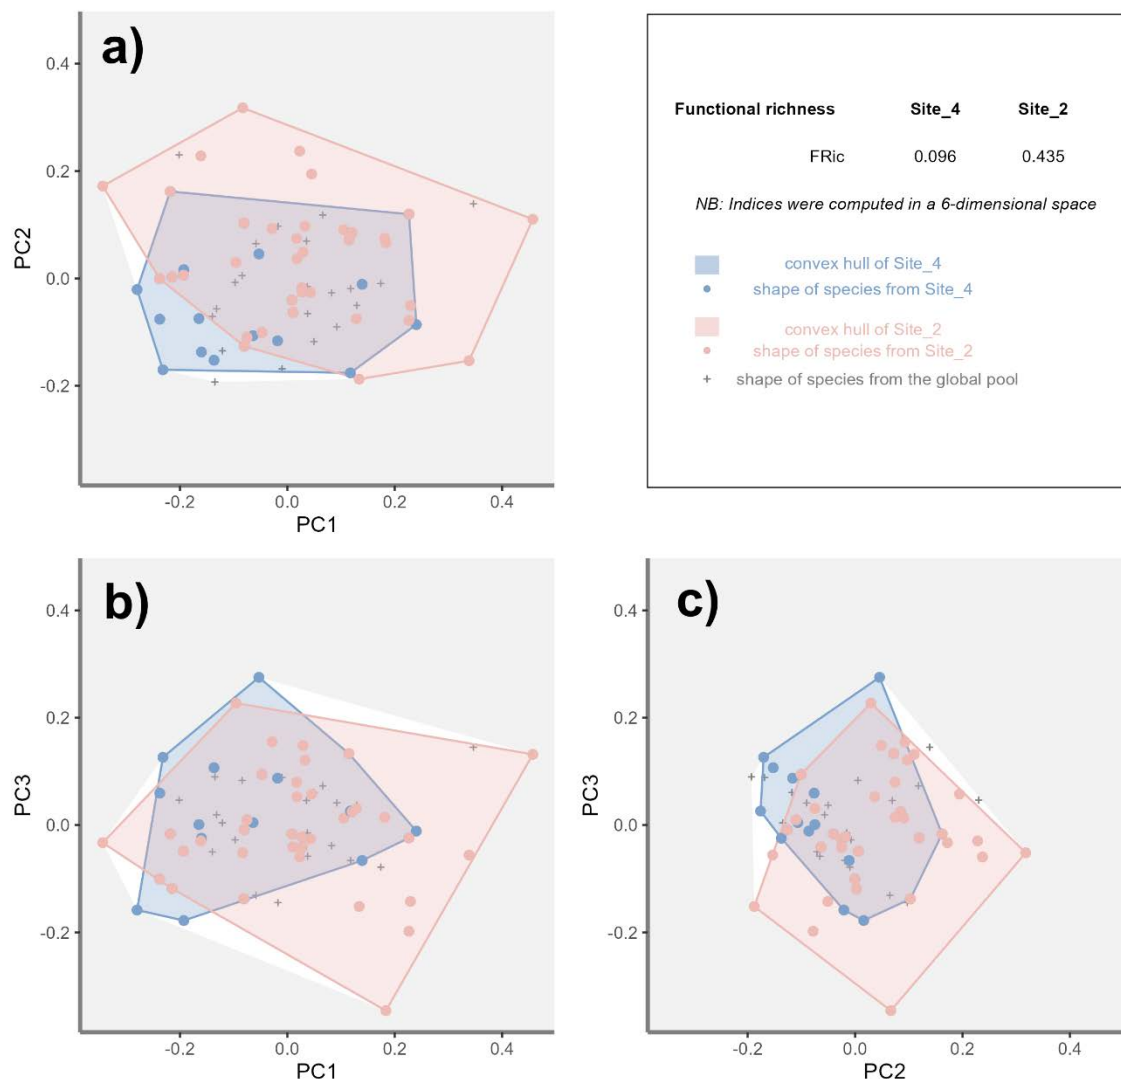 a)
0.4
0.2
0.0
-0.2
PC2
-0.2 0.0 0.2 0.4
PC1
Functional richness Site_4 Site_2
FRic 0.096 0.435
NB: Indices were computed in a 6-dimensional space
convex hull of Site_4
shape of species from Site_4
convex hull of Site_2
shape of species from Site_2
shape of species from the global pool
b)
0.4
0.2
0.0
-0.2
PC3
-0.2 0.0 0.2 0.4
PC1
c)
0.4
0.2
0.0
-0.2
PC3
-0.2 0.0 0.2 0.4
PC2